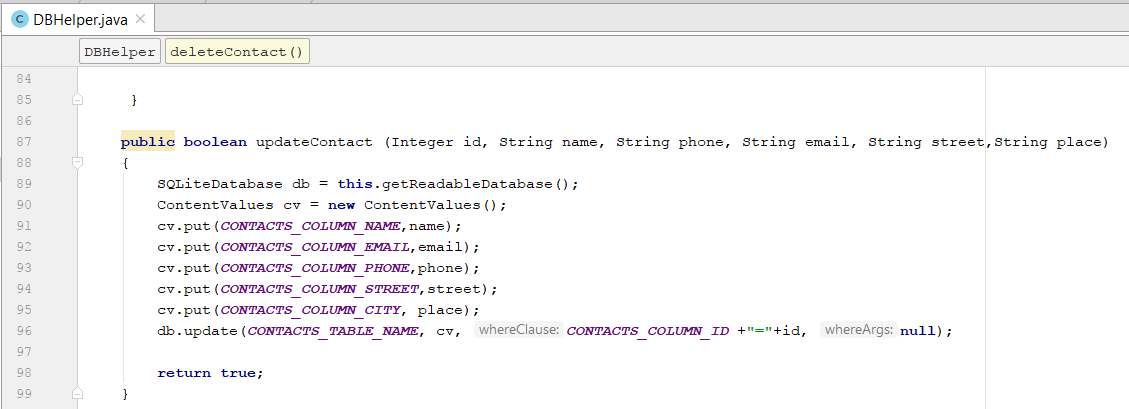 DBHelper.java
DBHelper deleteContact()
84
85 }
86
87 public boolean updateContact (Integer id, String name, String phone, String email, String street,String place)
88 {
89 SQLiteDatabase db = this.getReadableDatabase();
90 ContentValues cv = new ContentValues();
91 cv.put(CONTACTS_COLUMN_NAME,name);
92 cv.put(CONTACTS_COLUMN_EMAIL,email);
93 cv.put(CONTACTS_COLUMN_PHONE,phone);
94 cv.put(CONTACTS_COLUMN_STREET,street);
95 cv.put(CONTACTS_COLUMN_CITY, place);
96 db.update(CONTACTS_TABLE_NAME, cv, whereClause: CONTACTS_COLUMN_ID +"="+id, whereArgs: null);
97
98 return true;
99 }